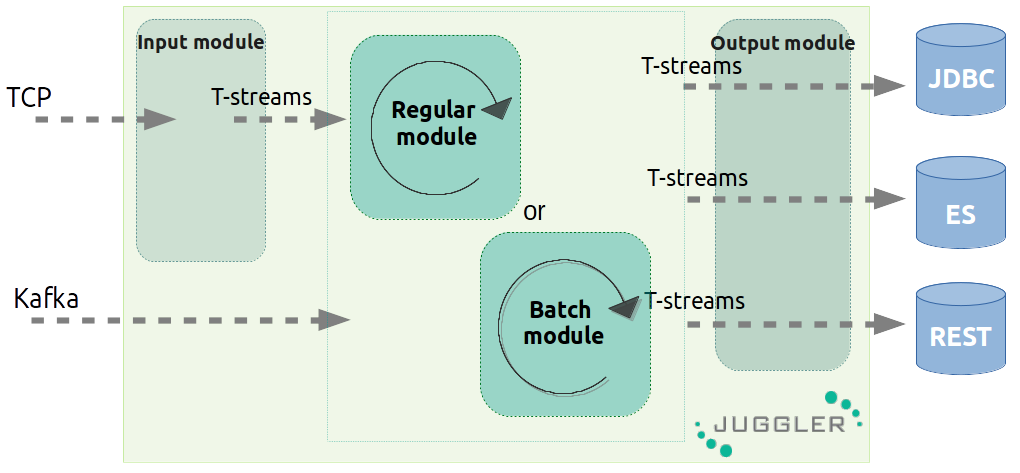 Input module
Output module
T-streams
JDBC
TCP
T-streams
Regular
module
T-streams
ES
or
Kafka
T-streams
Batch
module
REST
JUGGLER